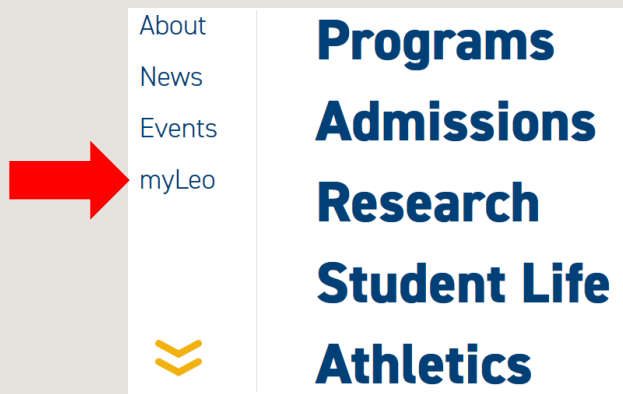 About
News
Events
myLeo
Programs
Admissions
Research
Student Life
Athletics